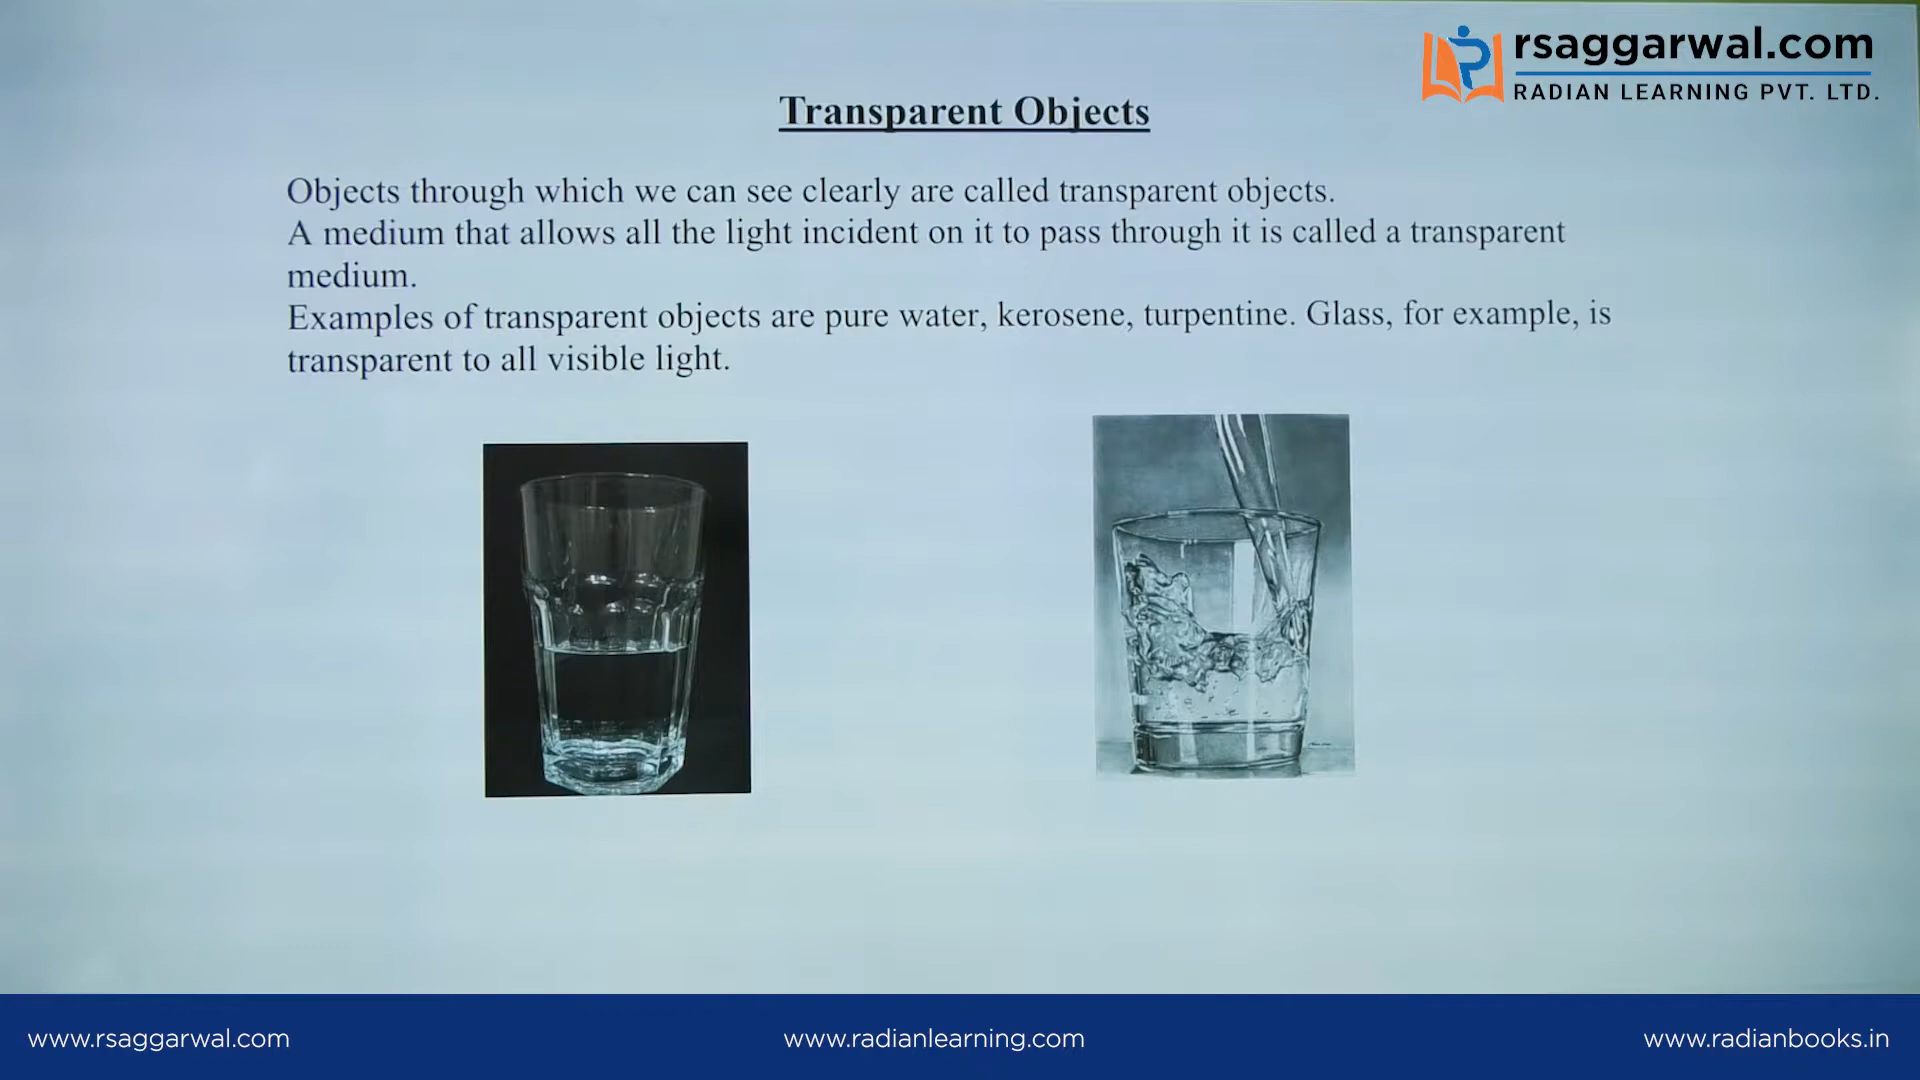 rsaggarwal.com
RADIAN LEARNING PVT. LTD.
Transparent Objects
Objects through which we can see clearly are called transparent objects.
A medium that allows all the light incident on it to pass through it is called a transparent
medium.
Examples of transparent objects are pure water, kerosene, turpentine. Glass, for example, is
transparent to all visible light.
www.rsaggarwal.com
www.radianlearning.com
www.radianbooks.in